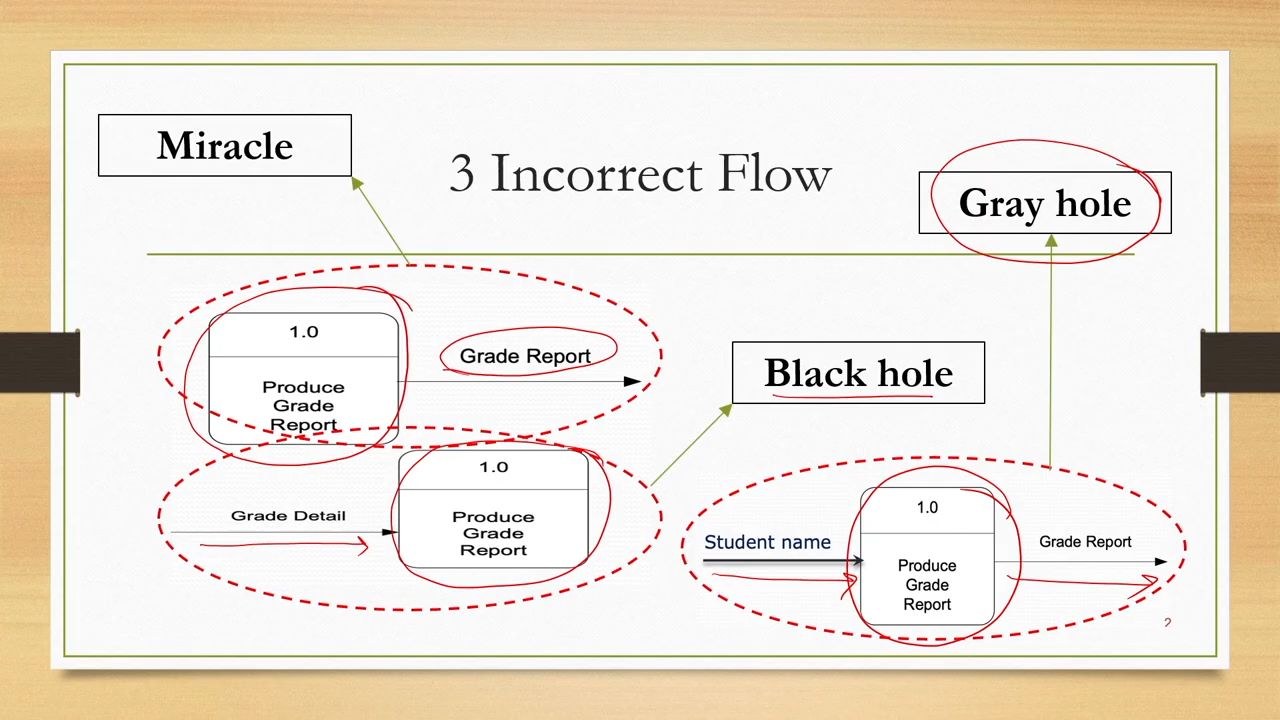 Miracle
3 Incorrect Flow
Gray hole
1.0
Produce
Grade
Report
Grade Report
Black hole
Grade Detail
1.0
Produce
Grade
Report
Student name
1.0
Produce
Grade
Report
Grade Report
2